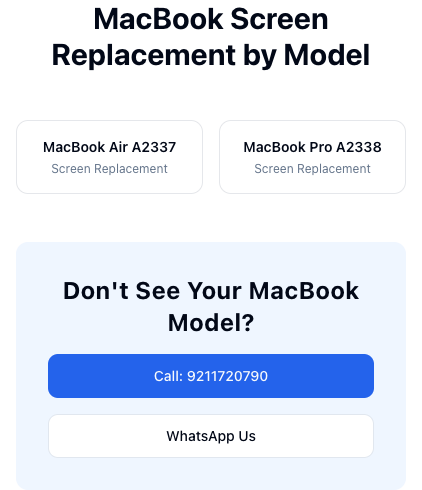 MacBook Screen
Replacement by Model
MacBook Air A2337
Screen Replacement
MacBook Pro A2338
Screen Replacement
Don't See Your MacBook
Model?
Call: 9211720790
WhatsApp Us